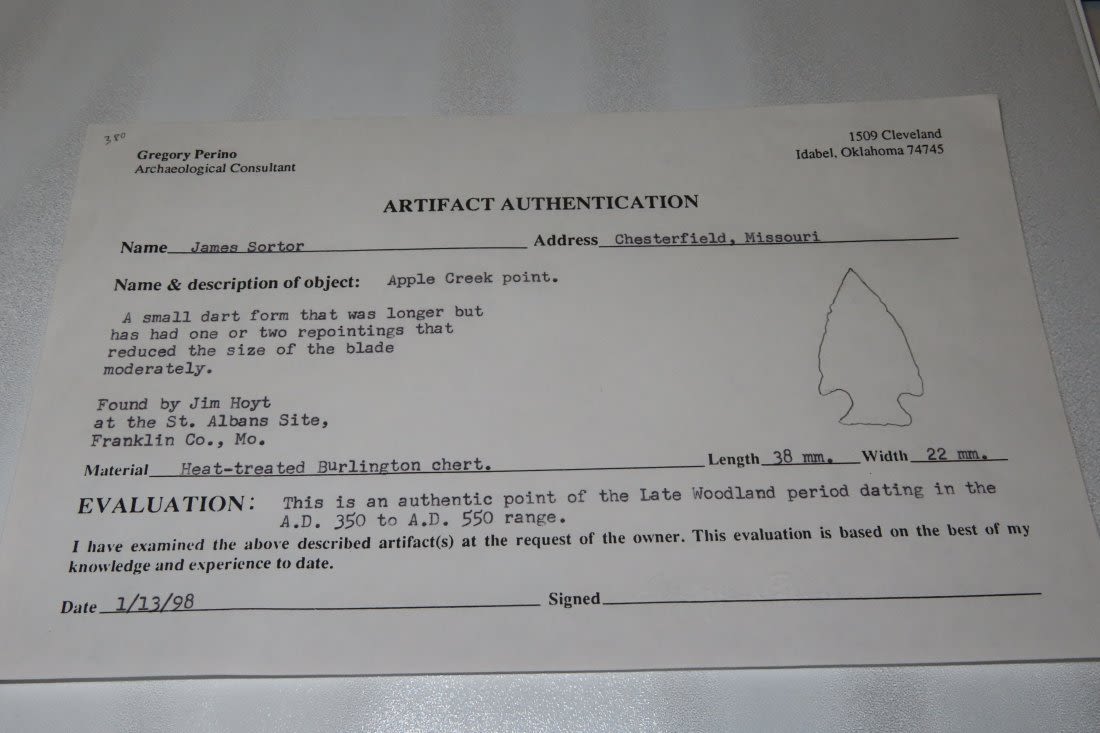 380
Gregory Perino
Archaeological Consultant
1509 Cleveland
Idabel, Oklahoma 74745
ARTIFACT AUTHENTICATION
Name James Sortor Address Chesterfield, Missouri
Name & description of object: Apple Creek point.
A small dart form that was longer but
has had one or two repointings that
reduced the size of the blade
moderately.
Found by Jim Hoyt
at the St. Albans Site,
Franklin Co., Mo.
Material Heat-treated Burlington chert. Length 38 mm. Width 22 mm.
EVALUATION: This is an authentic point of the Late Woodland period dating in the
A.D. 350 to A.D. 550 range.
I have examined the above described artifact(s) at the request of the owner. This evaluation is based on the best of my
knowledge and experience to date.
Date 1/13/98 Signed